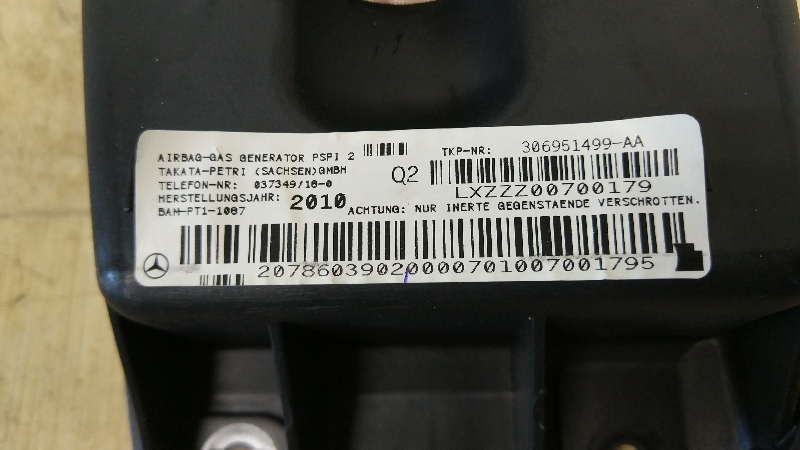 AIRBAG-GAS GENERATOR PSPI 2
TAKATA-PETRI (SACHSEN)GMBH
TELEFON-NR: 037349/18-0
HERSTELLUNGSJAHR: 2010
BAM-PT1-1087
Q2
TKP-NR: 306951499-AA
LXZZZ00700179
ACHTUNG: NUR INERTE GEGENSTAENDE VERSCHROTTEN.
20786039020000701007001795